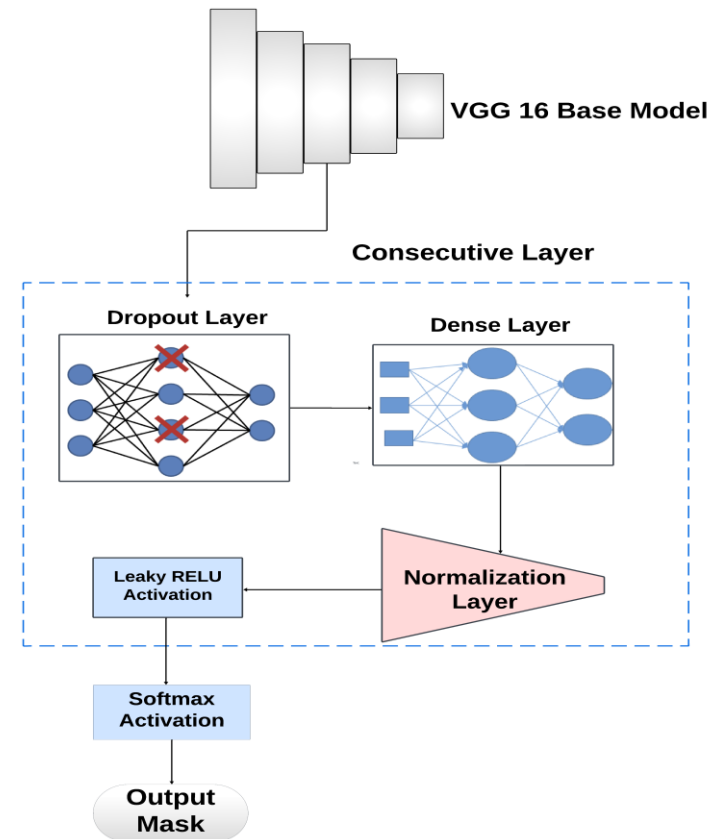 VGG 16 Base Model
Consecutive Layer
Dropout Layer
Dense Layer
Normalization
Layer
Leaky RELU
Activation
Softmax
Activation
Output
Mask